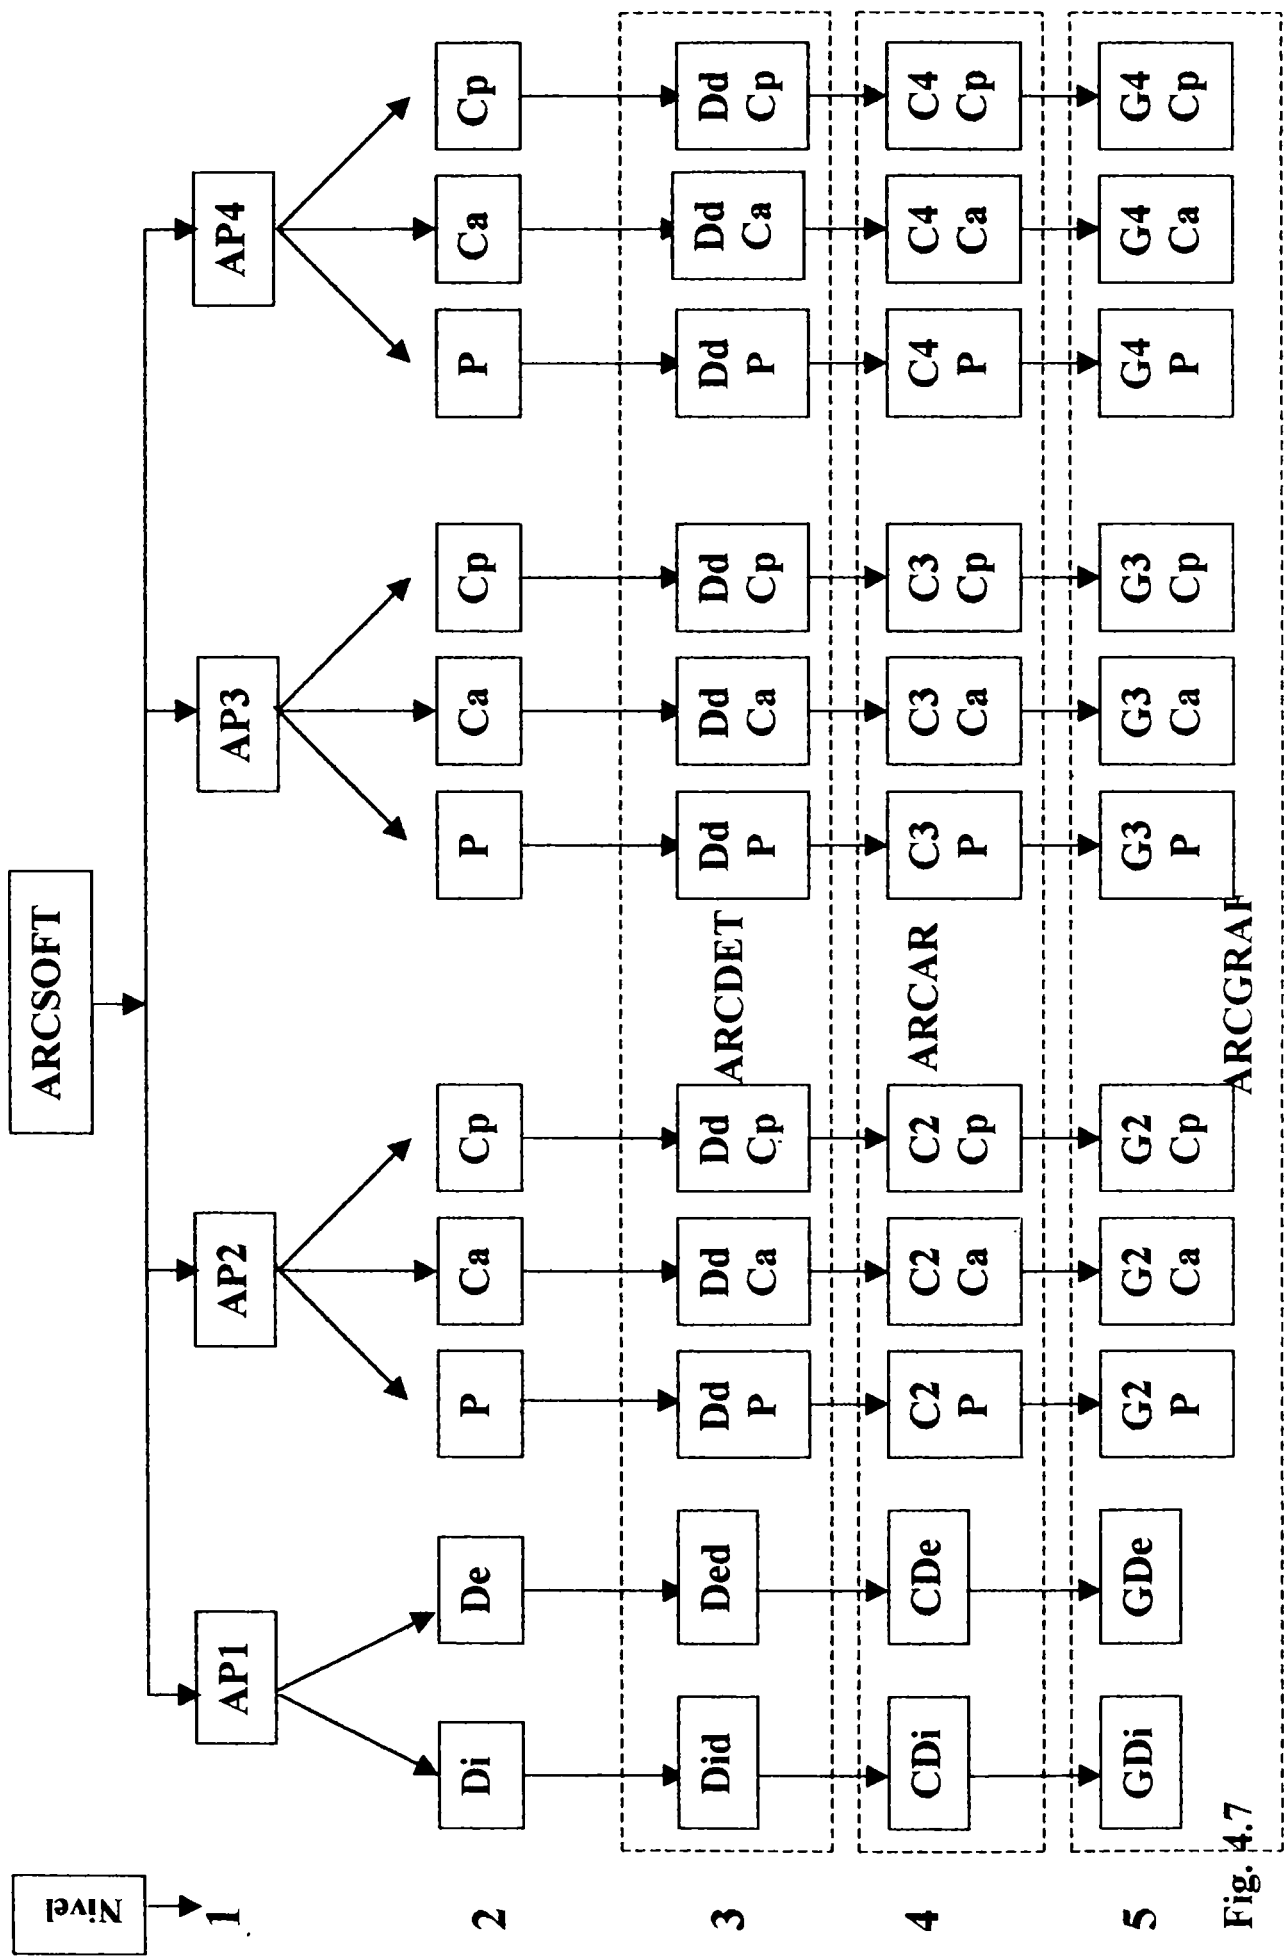 ARCSOFT
Nivel
1
AP1
AP2
AP3
AP4
2
Di
De
P
Ca
Cp
P
Ca
Cp
P
Ca
Cp
3
Did
Ded
Dd
P
Dd
Ca
Dd
Cp
ARCDET
Dd
P
Dd
Ca
Dd
Cp
Dd
P
Dd
Ca
Dd
Cp
4
CDi
CDe
C2
P
C2
Ca
C2
Cp
ARCAR
C3
P
C3
Ca
C3
Cp
C4
P
C4
Ca
C4
Cp
5
GDi
GDe
G2
P
G2
Ca
G2
Cp
ARCGRAF
G3
P
G3
Ca
G3
Cp
G4
P
G4
Ca
G4
Cp
Fig. 4.7